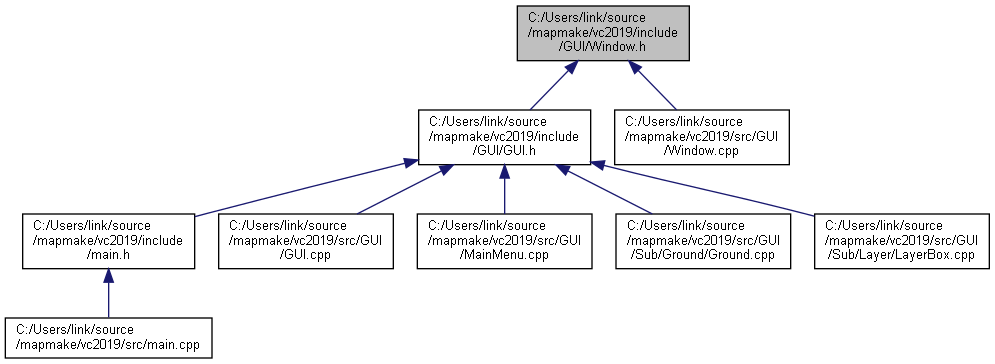 C:/Users/link/source
/mapmake/vc2019/include
/GUI/Window.h
C:/Users/link/source
/mapmake/vc2019/include
/GUI/GUI.h
C:/Users/link/source
/mapmake/vc2019/src/GUI
/Window.cpp
C:/Users/link/source
/mapmake/vc2019/include
/main.h
C:/Users/link/source
/mapmake/vc2019/src/GUI
/GUI.cpp
C:/Users/link/source
/mapmake/vc2019/src/GUI
/MainMenu.cpp
C:/Users/link/source
/mapmake/vc2019/src/GUI
/Sub/Ground/Ground.cpp
C:/Users/link/source
/mapmake/vc2019/src/GUI
/Sub/Layer/LayerBox.cpp
C:/Users/link/source
/mapmake/vc2019/src/main.cpp